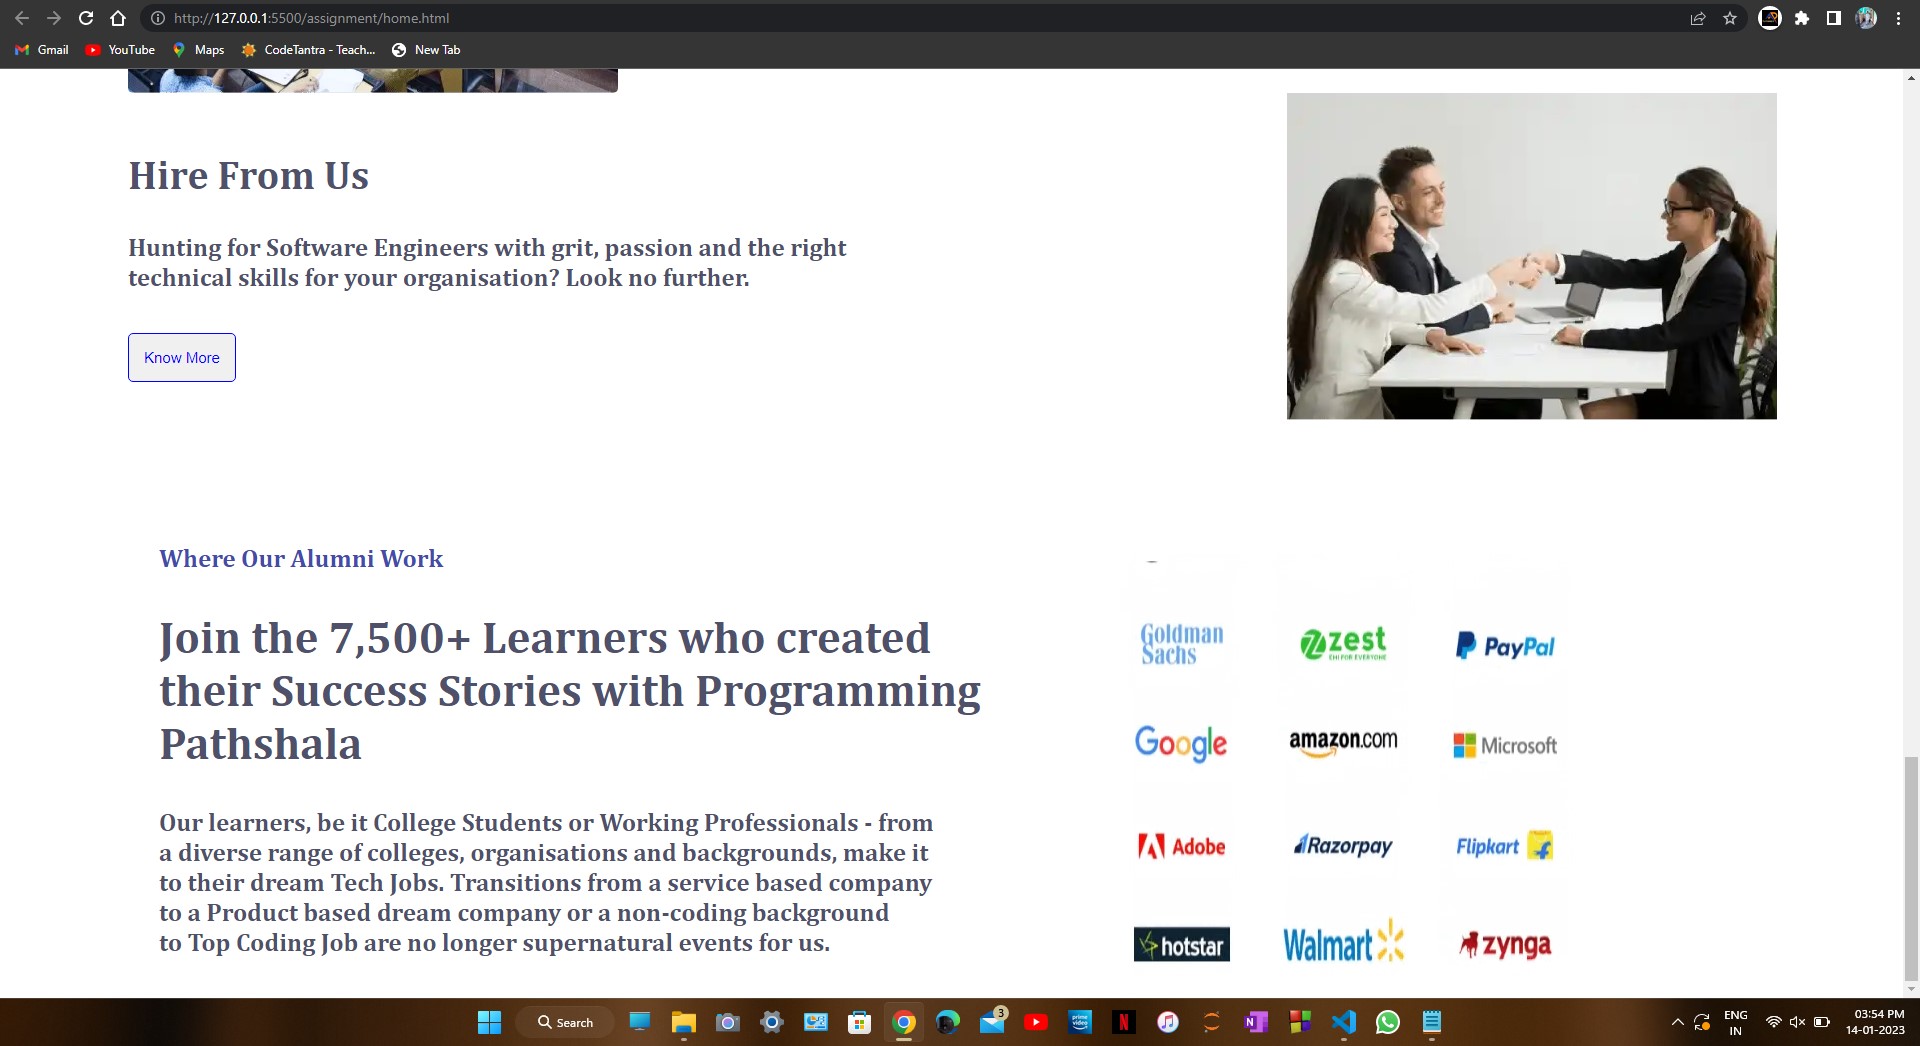 http://127.0.0.1:5500/assignment/home.html
Gmail
YouTube
Maps
CodeTantra - Teach...
New Tab
Hire From Us
Hunting for Software Engineers with grit, passion and the right
technical skills for your organisation? Look no further.
Know More
Where Our Alumni Work
Join the 7,500+ Learners who created
their Success Stories with Programming
Pathshala
Our learners, be it College Students or Working Professionals - from
a diverse range of colleges, organisations and backgrounds, make it
to their dream Tech Jobs. Transitions from a service based company
to a Product based dream company or a non-coding background
to Top Coding Job are no longer supernatural events for us.
Goldman
Sachs
zest
EMI FOR EVERYONE
PayPal
Google
amazon.com
Microsoft
Adobe
Razorpay
Flipkart
hotstar
Walmart
zynga
Search
3
prime
video
N
ENG
IN
03:54 PM
14-01-2023